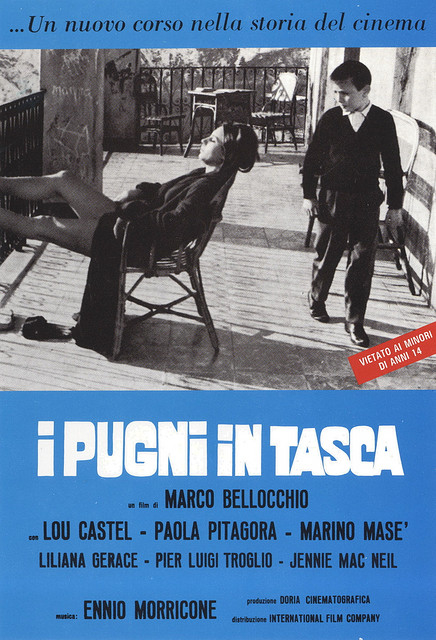 ...Un nuovo corso nella storia del cinema
VIETATO AI MINORI
DI ANNI 14
i PUGNi iN TASCA
un film di MARCO BELLOCCHIO
con LOU CASTEL - PAOLA PITAGORA - MARINO MASE'
LILIANA GERACE - PIER LUIGI TROGLIO - JENNIE MAC NEIL
produzione DORIA CINEMATOGRAFICA
musica: ENNIO MORRICONE distribuzione INTERNATIONAL FILM COMPANY